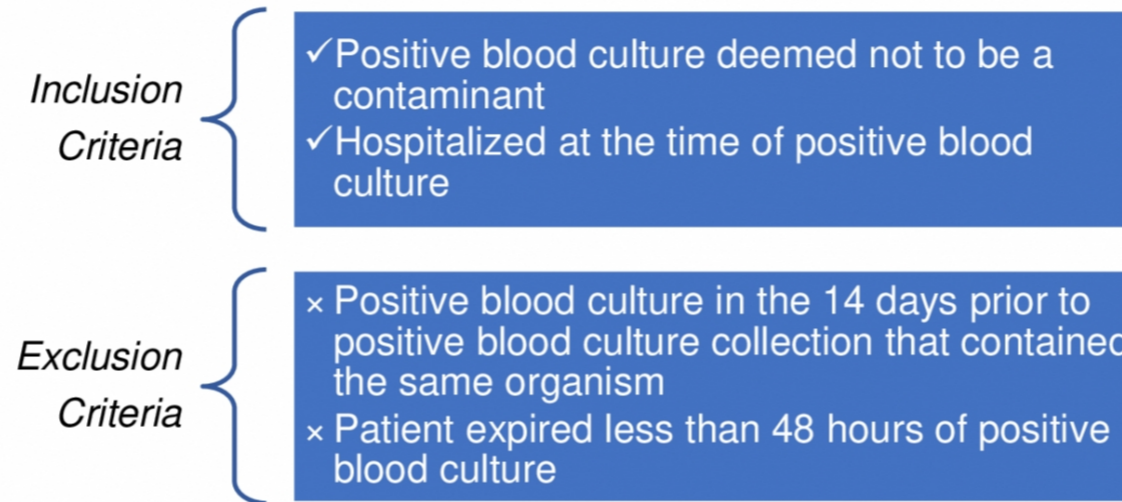 Inclusion
Criteria
✓Positive blood culture deemed not to be a
contaminant
✓Hospitalized at the time of positive blood
culture
Exclusion
Criteria
× Positive blood culture in the 14 days prior to
positive blood culture collection that contained
the same organism
× Patient expired less than 48 hours of positive
blood culture